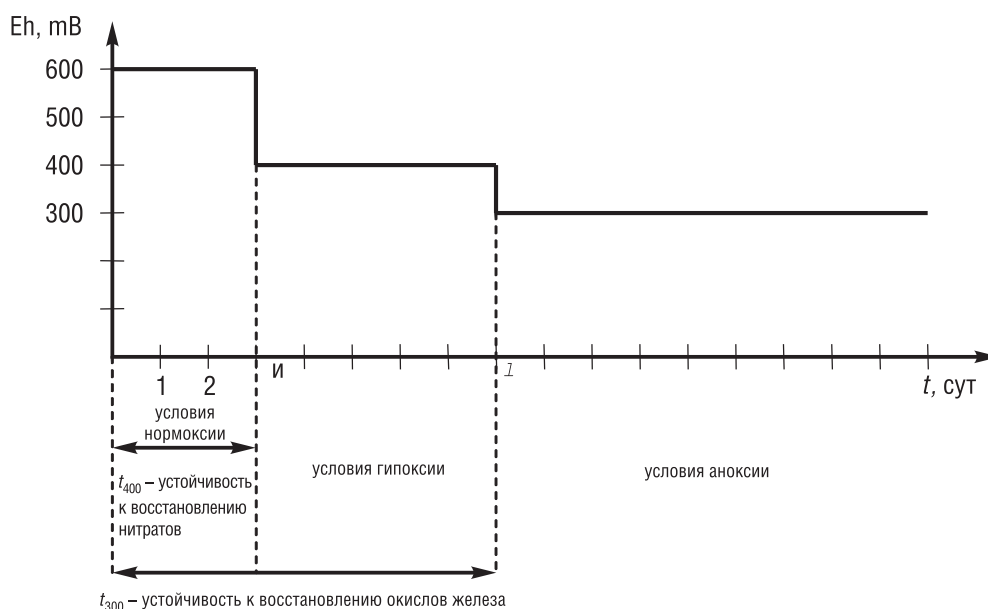 Eh, mB
600
500
400
300
1 2 и 1
t, сут
условия
нормоксии
условия гипоксии
условия аноксии
t400 – устойчивость
к восстановлению
нитратов
t300 – устойчивость к восстановлению окислов железа